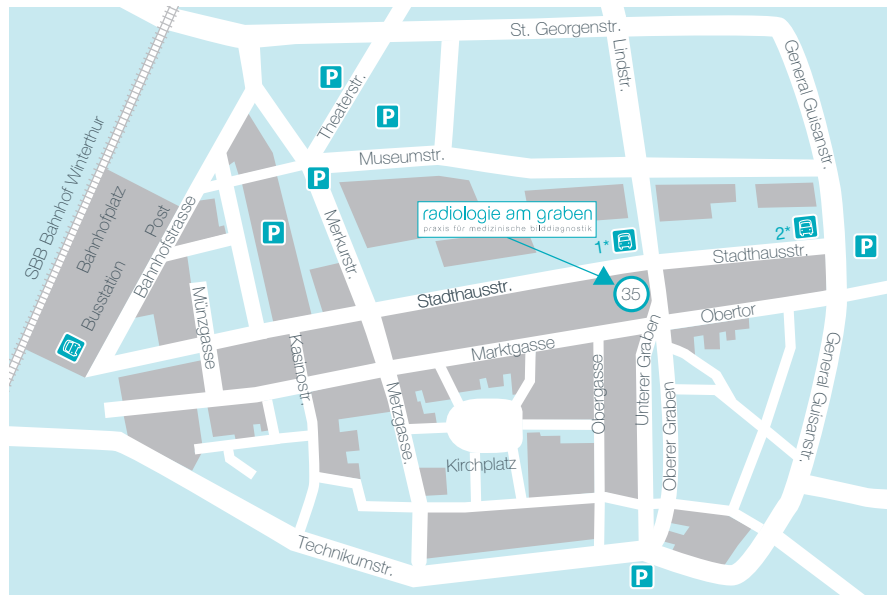 St. Georgenstr.
Lindstr.
General Guisanstr.
P
Theaterstr.
P
SBB Bahnhof Winterthur
Museumstr.
P
Bahnhofplatz
Post
Bahnhofstrasse
Merkurstr.
radiologie am graben
praxis für medizinische bilddiagnostik
P
1*
2*
P
Stadthausstr.
Busstation
Münzgasse
Stadthausstr.
35
Obertor
Marktgasse
Kasinostr.
Metzgasse.
Obergasse
Unterer Graben
Oberer Graben
General Guisanstr.
Kirchplatz
Technikumstr.
P